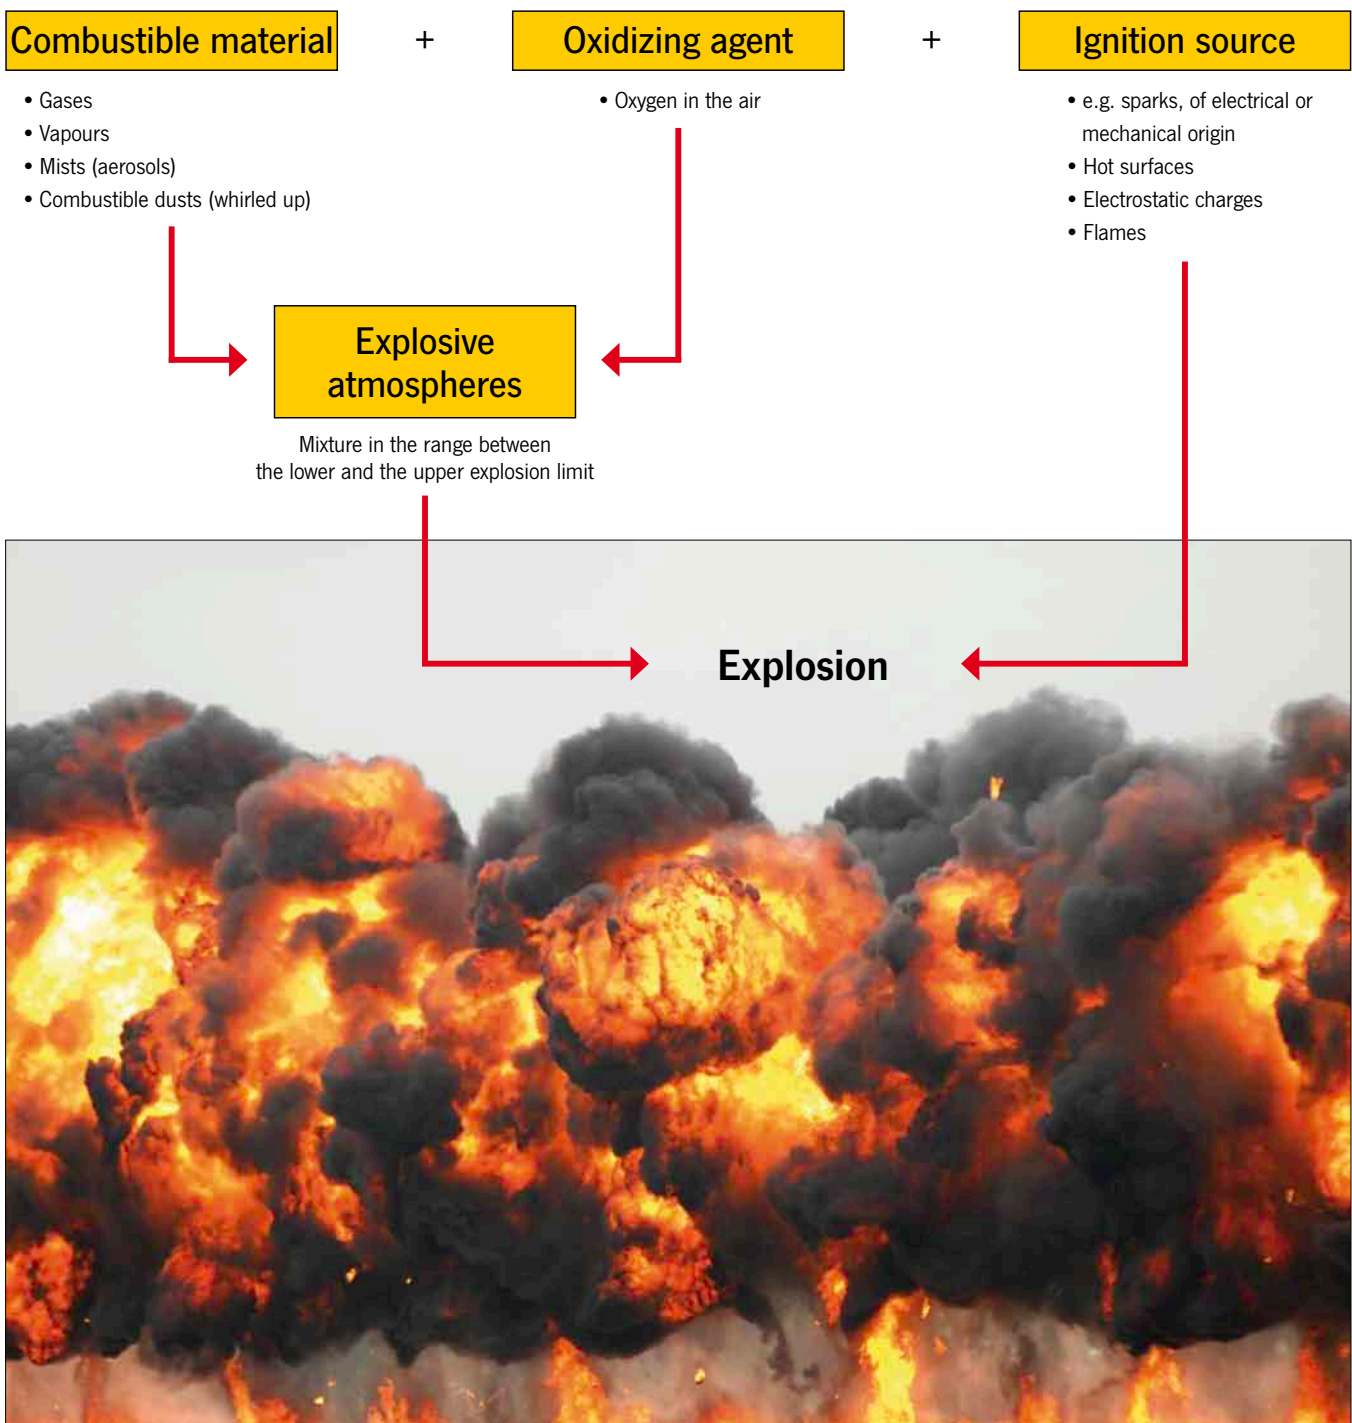 Combustible material + Oxidizing agent + Ignition source
• Gases
• Vapours
• Mists (aerosols)
• Combustible dusts (whirled up)
• Oxygen in the air
• e.g. sparks, of electrical or
mechanical origin
• Hot surfaces
• Electrostatic charges
• Flames
Explosive
atmospheres
Mixture in the range between
the lower and the upper explosion limit
Explosion